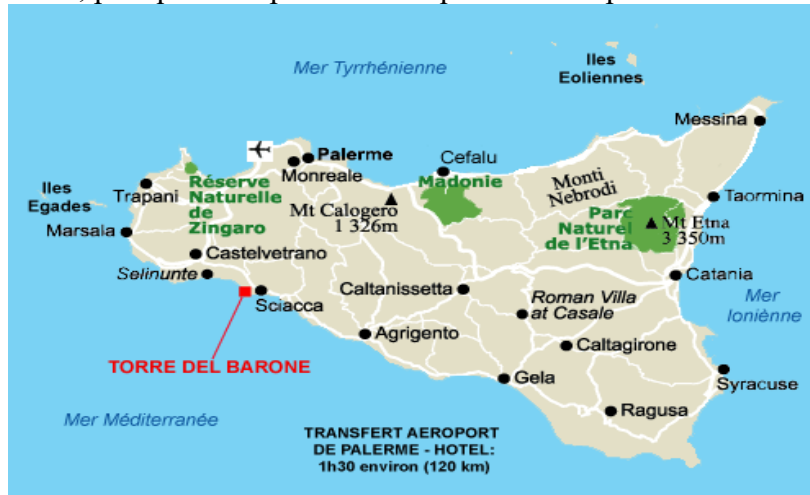 Mer Tyrrhénienne
Iles
Eoliennes
Messina
Palerme
Monreale
Cefalu
Réserve
Naturelle
de
Zingaro
Madonie
Monti
Nebrodi
Trapani
Iles
Egades
Mt Calogero
1 326m
Taormina
Parc
Naturel
de l'Etna
Mt Etna
3 350m
Marsala
Castelvetrano
Selinunte
Sciacca
Caltanissetta
Roman Villa
at Casale
Catania
Mer
Ioniènne
Agrigento
Caltagirone
TORRE DEL BARONE
Gela
Syracuse
Ragusa
Mer Méditerranée
TRANSFERT AEROPORT
DE PALERME - HOTEL:
1h30 environ (120 km)